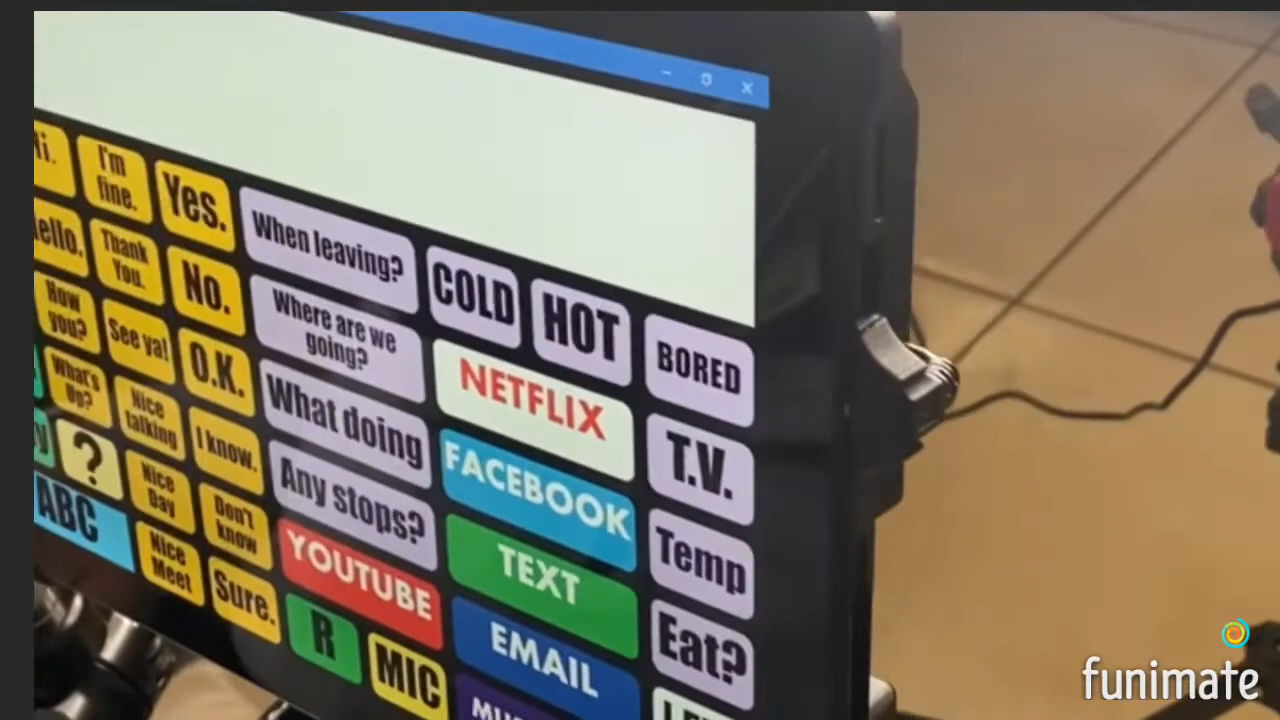 I'm
fine.
Yes.
When leaving?
COLD
HOT
BORED
Thank
You.
No.
Where are we
going?
NETFLIX
T.V.
How
you?
See ya!
O.K.
What doing
FACEBOOK
Temp
What's
Up?
Nice
talking
I know.
Any stops?
TEXT
Eat?
?
Nice
Day
Don't
know
YOUTUBE
EMAIL
ABC
Nice
Meet
Sure.
R
MIC
funimate